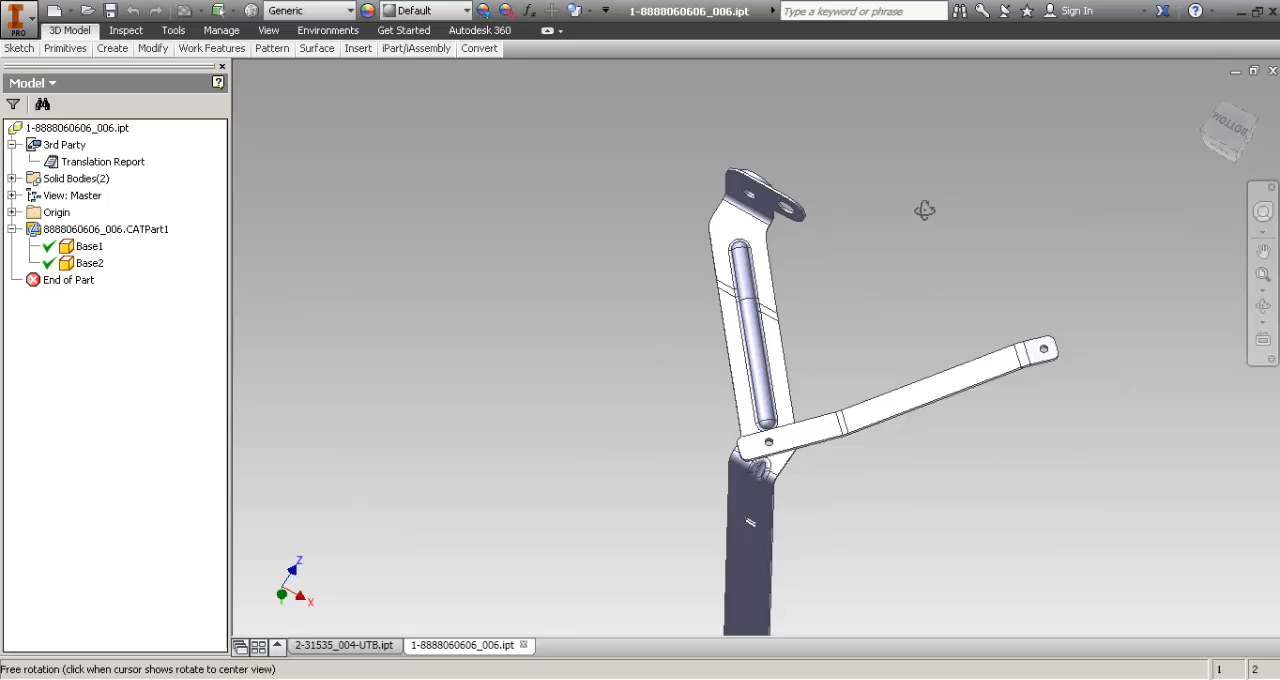 Generic
Default
fx
1-8888060606_006.ipt
Type a keyword or phrase
Sign In
PRO
3D Model Inspect Tools Manage View Environments Get Started Autodesk 360
Sketch Primitives Create Modify Work Features Pattern Surface Insert iPart/iAssembly Convert
Model
1-8888060606_006.ipt
3rd Party
Translation Report
Solid Bodies(2)
View: Master
Origin
8888060606_006.CATPart1
Base1
Base2
End of Part
BOTTOM
Z
X
2-31535_004-UTB.ipt
1-8888060606_006.ipt
Free rotation (click when cursor shows rotate to center view)
1
2